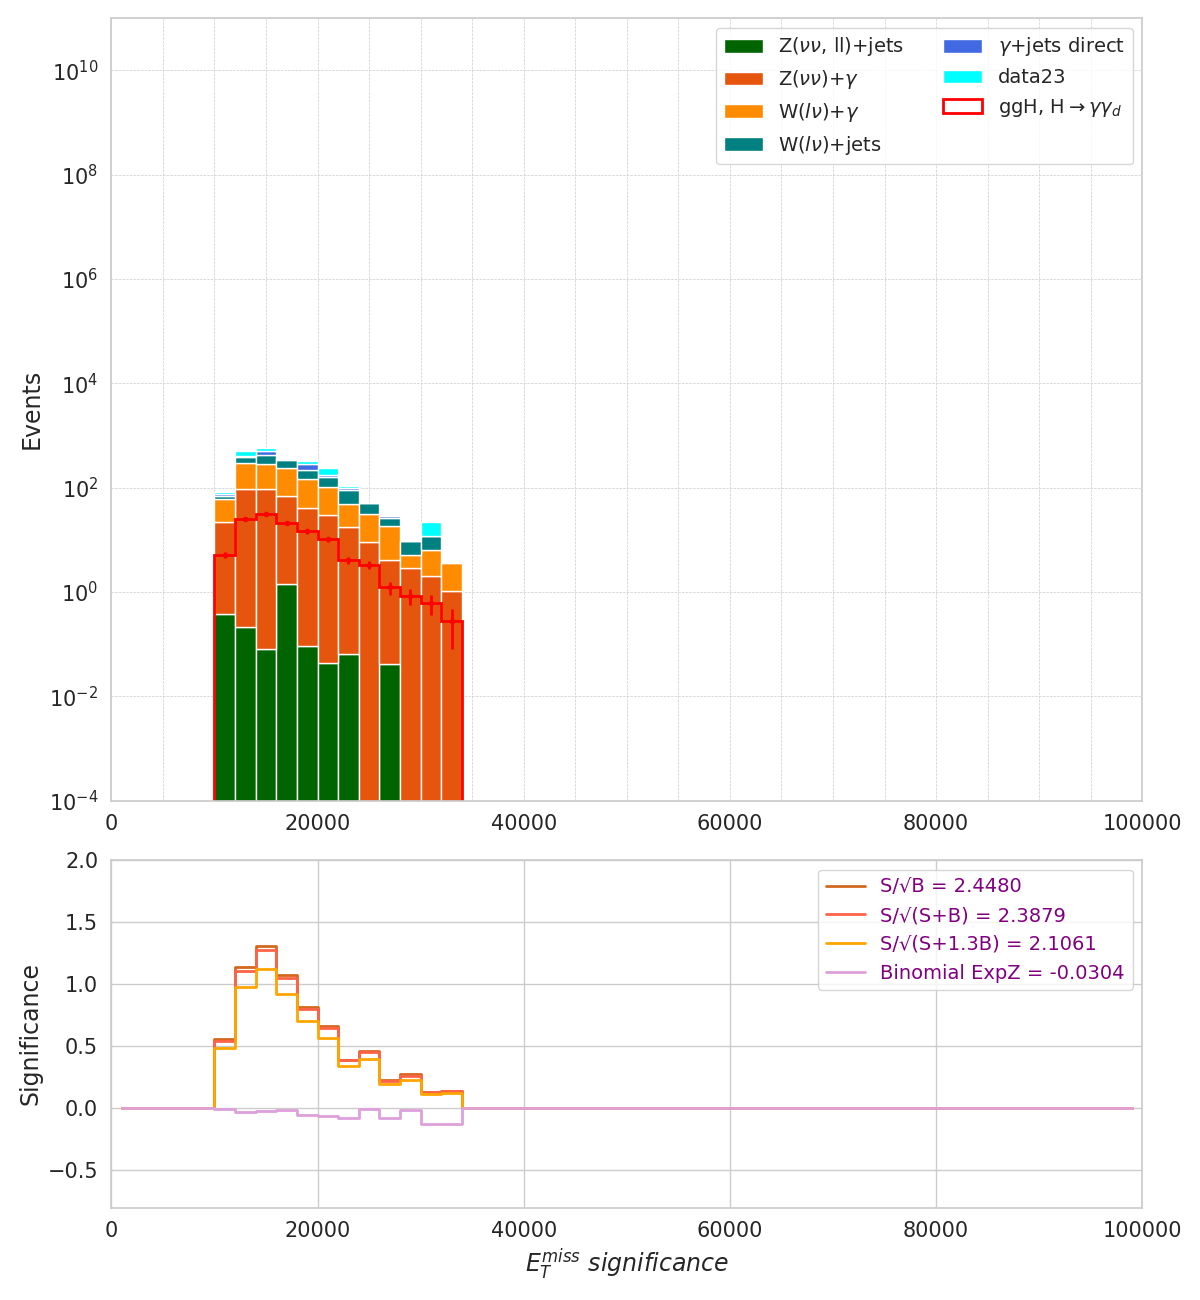 Z(νν, ll)+jets
Z(νν)+γ
W(lν)+γ
W(lν)+jets
γ+jets direct
data23
ggH, H→γγ_d
Events
10^10
10^8
10^6
10^4
10^2
10^0
10^−2
10^−4
0 20000 40000 60000 80000 100000
S/√B = 2.4480
S/√(S+B) = 2.3879
S/√(S+1.3B) = 2.1061
Binomial ExpZ = -0.0304
Significance
2.0
1.5
1.0
0.5
0.0
−0.5
0 20000 40000 60000 80000 100000
E_T^miss significance